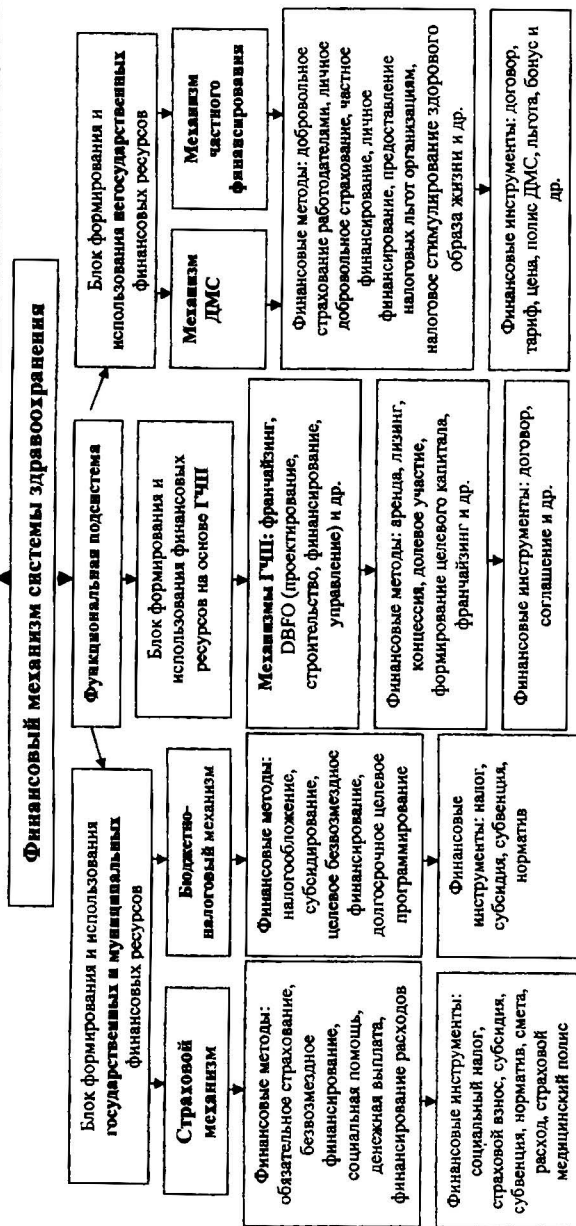 Финансовый механизм системы здравоохранения
Функциональная подсистема
Блок формирования и использования
государственных и муниципальных
финансовых ресурсов
Страховой
механизм
Бюджетно-
налоговый механизм
Финансовые методы:
обязательное страхование,
безвозмездное
финансирование,
социальная помощь,
денежная выплата,
финансирование расходов
Финансовые методы:
налогообложение,
субсидирование,
целевое безвозмездное
финансирование,
долгосрочное целевое
программирование
Финансовые инструменты:
социальный налог,
страховой взнос, субсидия,
субвенция, норматив, смета,
расход, страховой
медицинский полис
Финансовые
инструменты: налог,
субсидия, субвенция,
норматив
Блок формирования и
использования финансовых
ресурсов на основе ГЧП
Механизмы ГЧП: франчайзинг,
DBFO (проектирование,
строительство, финансирование,
управление) и др.
Финансовые методы: аренда, лизинг,
концессия, долевое участие,
формирование целевого капитала,
франчайзинг и др.
Финансовые инструменты: договор,
соглашение и др.
Блок формирования и
использования негосударственных
финансовых ресурсов
Механизм
ДМС
Механизм
частного
финансирования
Финансовые методы: добровольное
страхование работодателями, личное
добровольное страхование, частное
финансирование, личное
финансирование, предоставление
налоговых льгот организациям,
налоговое стимулирование здорового
образа жизни и др.
Финансовые инструменты: договор,
тариф, цена, полис ДМС, льгота, бонус и
др.